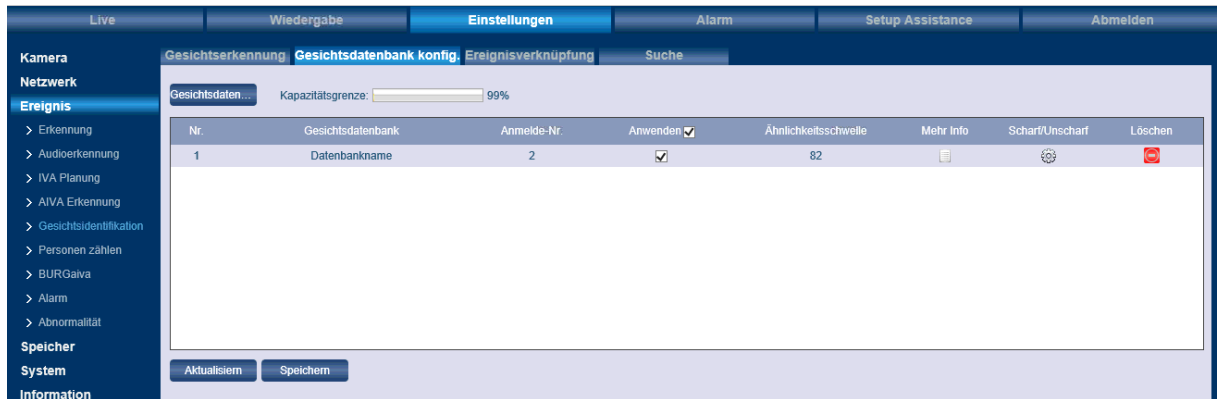 Live Wiedergabe Einstellungen Alarm Setup Assistance Abmelden
Kamera
Netzwerk
Ereignis
Erkennung
Audioerkennung
IVA Planung
AIVA Erkennung
Gesichtsidentifikation
Personen zählen
BURGaiva
Alarm
Abnormalität
Speicher
System
Information
Gesichtserkennung Gesichtsdatenbank konfig. Ereignisverknüpfung Suche
Gesichtsdaten... Kapazitätsgrenze: 99%
Nr. Gesichtsdatenbank Anmelde-Nr. Anwenden Ähnlichkeitsschwelle Mehr Info Scharf/Unscharf Löschen
1 Datenbankname 2 82
Aktualisiern Speichern